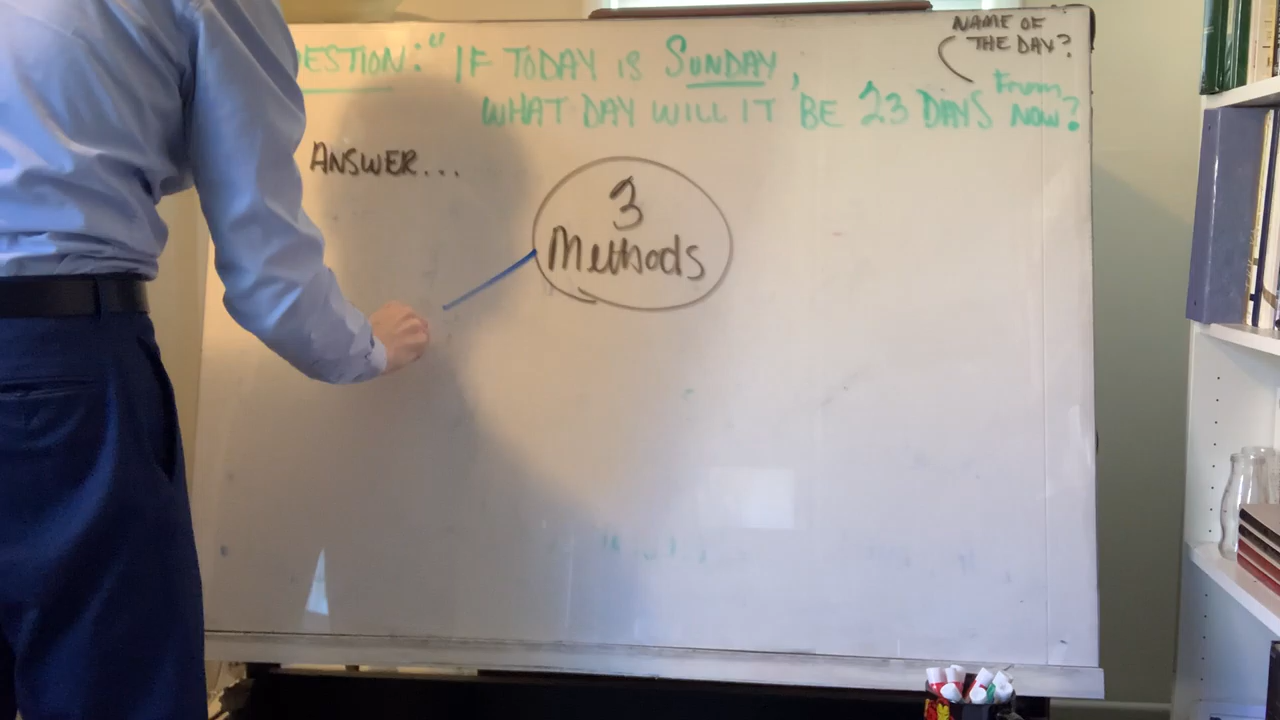 ESTION: "IF TODAY IS SUNDAY,
WHAT DAY WILL IT BE 23 DAYS From NOW?
NAME OF
THE DAY?
ANSWER...
3
Methods